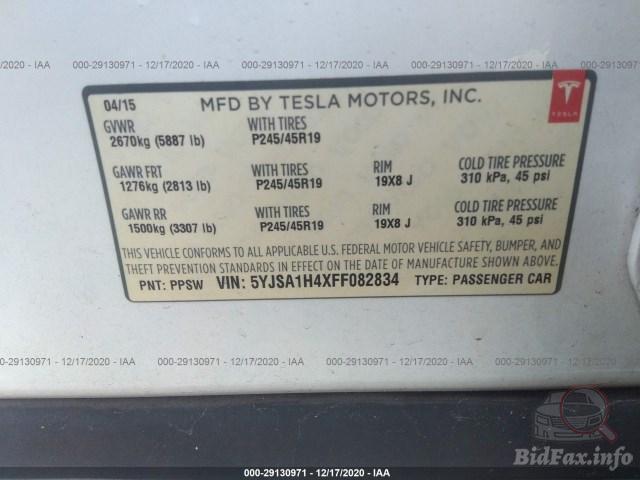 000-29130971 - 12/17/2020 - IAA 000-29130971 - 12/17/2020 - IAA
12/17/2020 - IAA 000-29130971 - 12/17/2020 - IAA 000-29130971 - 12/17/2020 - IAA 000-29130971
04/15 MFD BY TESLA MOTORS, INC.
TESLA
GVWR WITH TIRES
2670kg (5887 lb) P245/45R19
GAWR FRT WITH TIRES RIM COLD TIRE PRESSURE
1276kg (2813 lb) P245/45R19 19X8 J 310 kPa, 45 psi
GAWR RR WITH TIRES RIM COLD TIRE PRESSURE
1500kg (3307 lb) P245/45R19 19X8 J 310 kPa, 45 psi
THIS VEHICLE CONFORMS TO ALL APPLICABLE U.S. FEDERAL MOTOR VEHICLE SAFETY, BUMPER, AND
THEFT PREVENTION STANDARDS IN EFFECT ON THE DATE OF MANUFACTURE SHOWN ABOVE.
PNT: PPSW VIN: 5YJSA1H4XFF082834 TYPE: PASSENGER CAR
12/17/2020 - IAA 000-29130971 - 12/17/2020 - IAA 000-29130971 - 12/17/2020 - IAA 000-29130971
BidFax.info
000-29130971 - 12/17/2020 - IAA